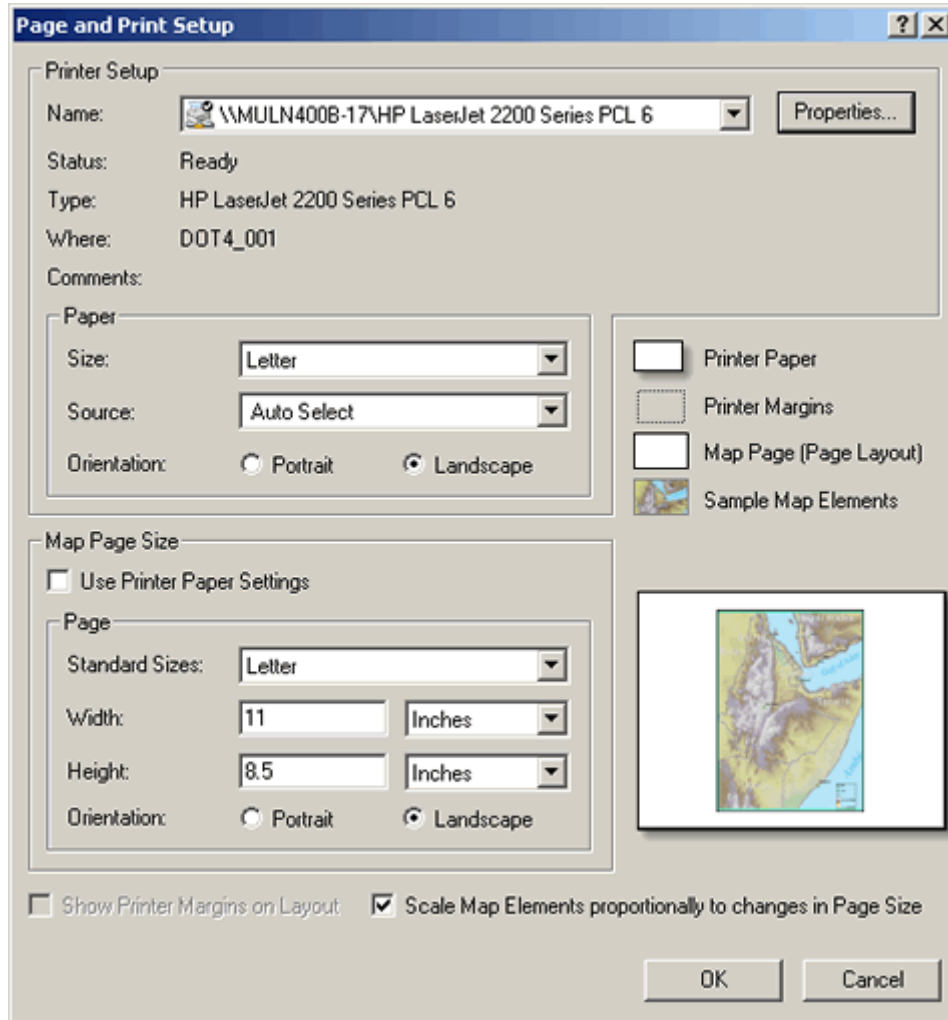 Page and Print Setup
Printer Setup
Name: \\MULN400B-17\HP LaserJet 2200 Series PCL 6 Properties...
Status: Ready
Type: HP LaserJet 2200 Series PCL 6
Where: DOT4_001
Comments:
Paper
Size: Letter
Source: Auto Select
Orientation: Portrait Landscape
Printer Paper
Printer Margins
Map Page (Page Layout)
Sample Map Elements
Map Page Size
Use Printer Paper Settings
Page
Standard Sizes: Letter
Width: 11 Inches
Height: 8.5 Inches
Orientation: Portrait Landscape
Show Printer Margins on Layout Scale Map Elements proportionally to changes in Page Size
OK Cancel